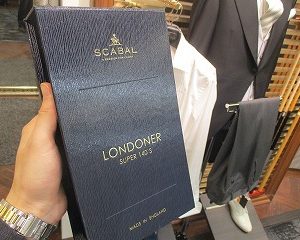 SCABAL
LONDONER
SUPER 140'S
MADE IN ENGLAND